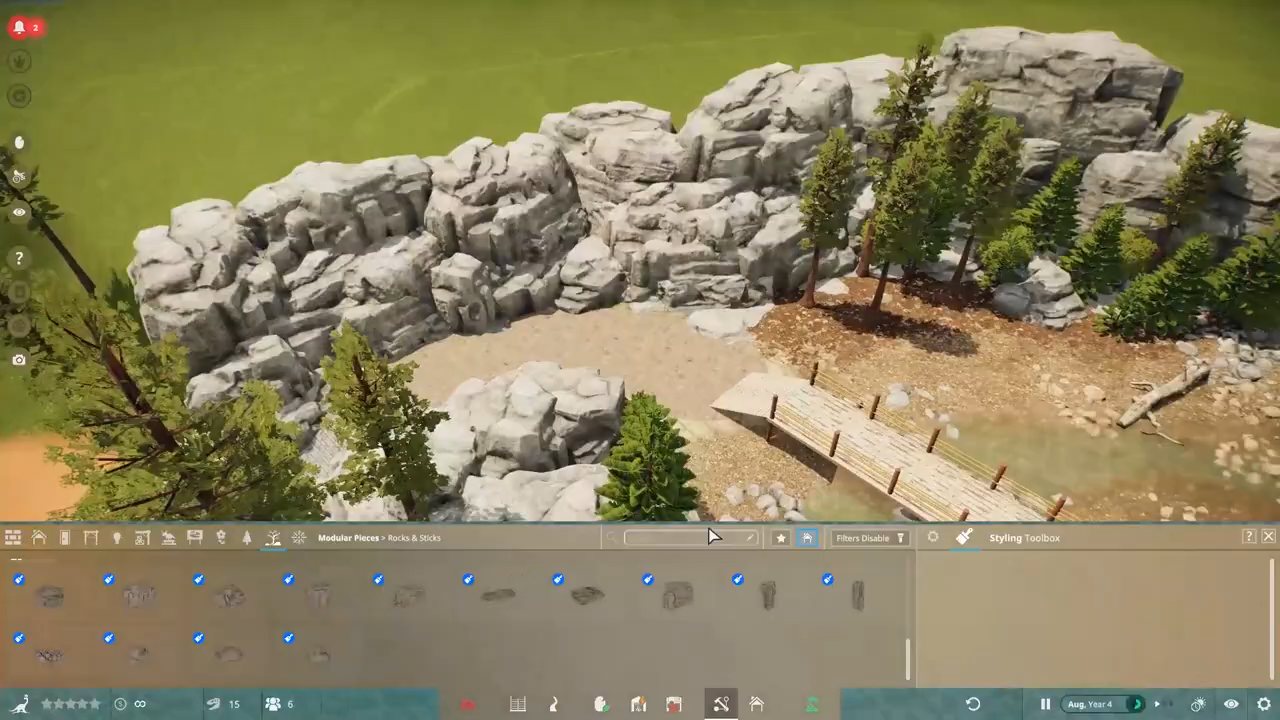 2
?
Modular Pieces > Rocks & Sticks
Filters Disable
Styling Toolbox
?
∞
15
6
Aug, Year 4